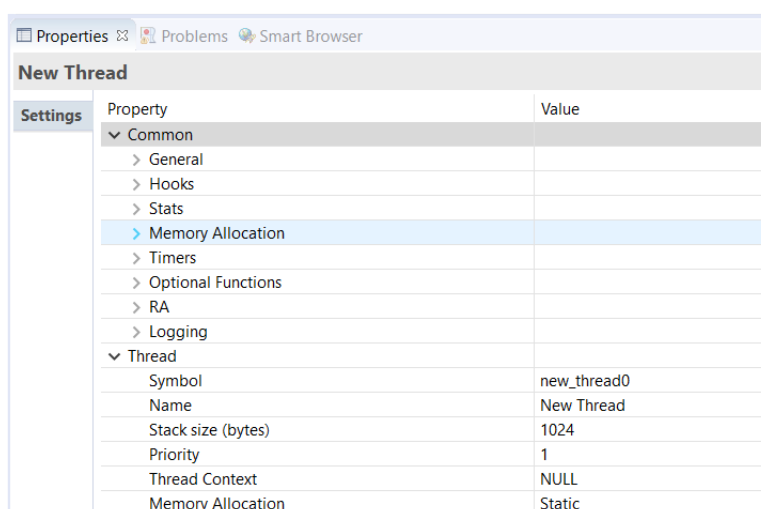 Properties Problems Smart Browser
New Thread
Settings
Property Value
Common
General
Hooks
Stats
Memory Allocation
Timers
Optional Functions
RA
Logging
Thread
Symbol new_thread0
Name New Thread
Stack size (bytes) 1024
Priority 1
Thread Context NULL
Memory Allocation Static